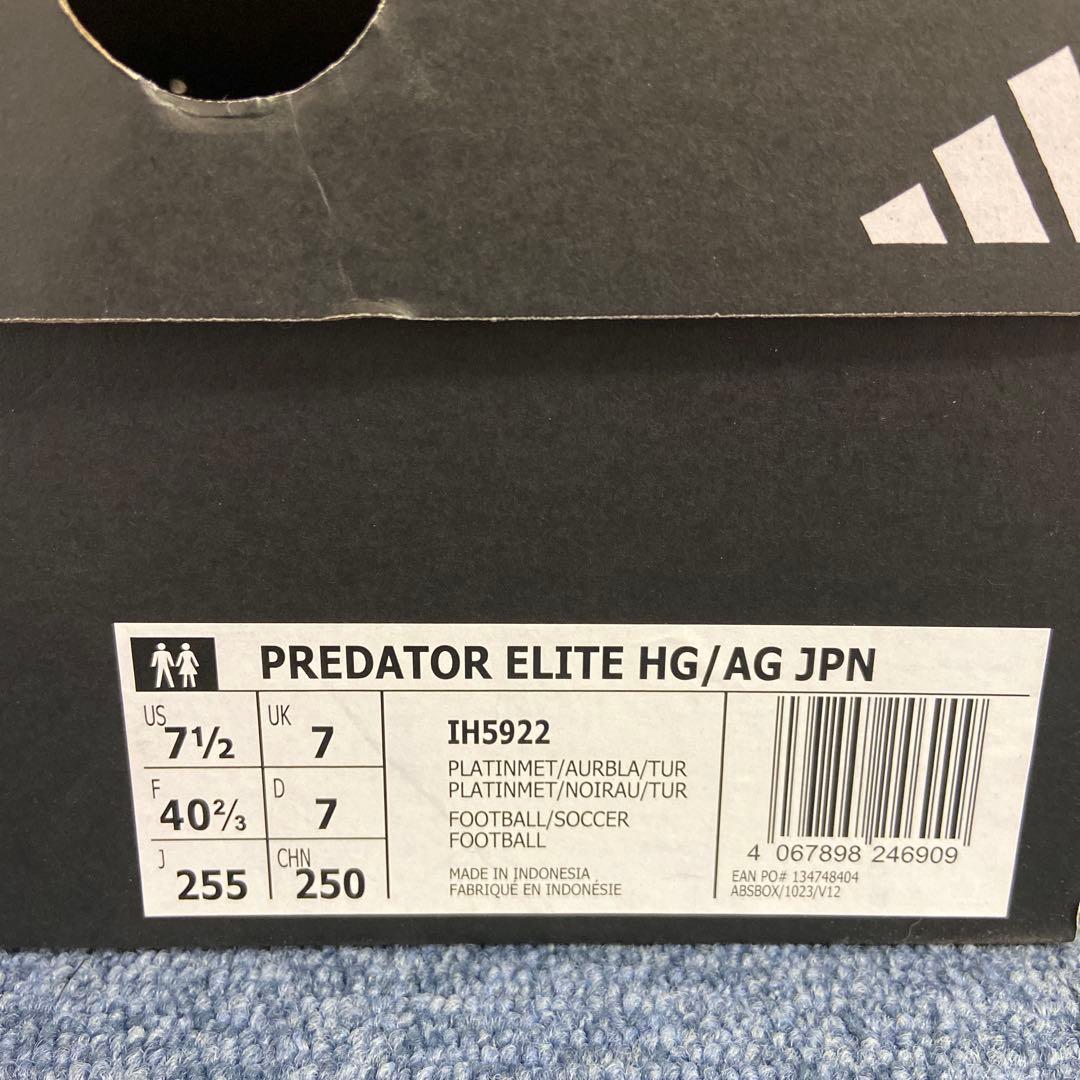 PREDATOR ELITE HG/AG JPN
US 7½ UK 7
F 40⅔ D 7
J 255 CHN 250
IH5922
PLATINMET/AURBLA/TUR
PLATINMET/NOIRAU/TUR
FOOTBALL/SOCCER
FOOTBALL
MADE IN INDONESIA
FABRIQUÉ EN INDONÉSIE
4 067898 246909
EAN PO# 134748404
ABSBOX/1023/V12